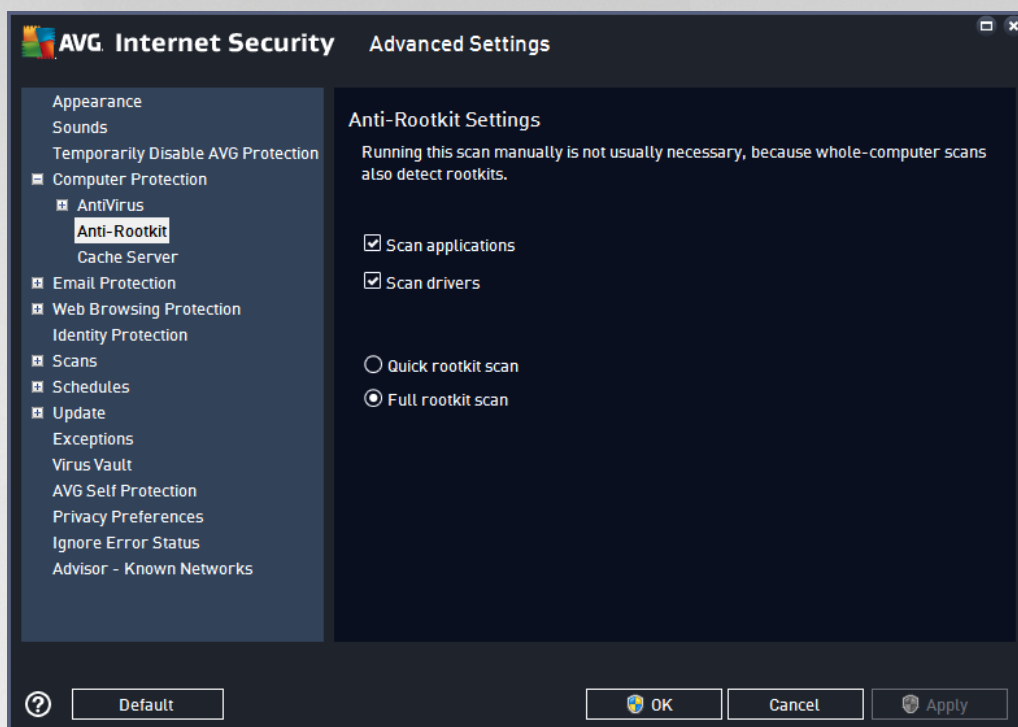 AVG. Internet Security Advanced Settings
Appearance
Sounds
Temporarily Disable AVG Protection
Computer Protection
AntiVirus
Anti-Rootkit
Cache Server
Email Protection
Web Browsing Protection
Identity Protection
Scans
Schedules
Update
Exceptions
Virus Vault
AVG Self Protection
Privacy Preferences
Ignore Error Status
Advisor - Known Networks
Anti-Rootkit Settings
Running this scan manually is not usually necessary, because whole-computer scans
also detect rootkits.
Scan applications
Scan drivers
Quick rootkit scan
Full rootkit scan
? Default OK Cancel Apply